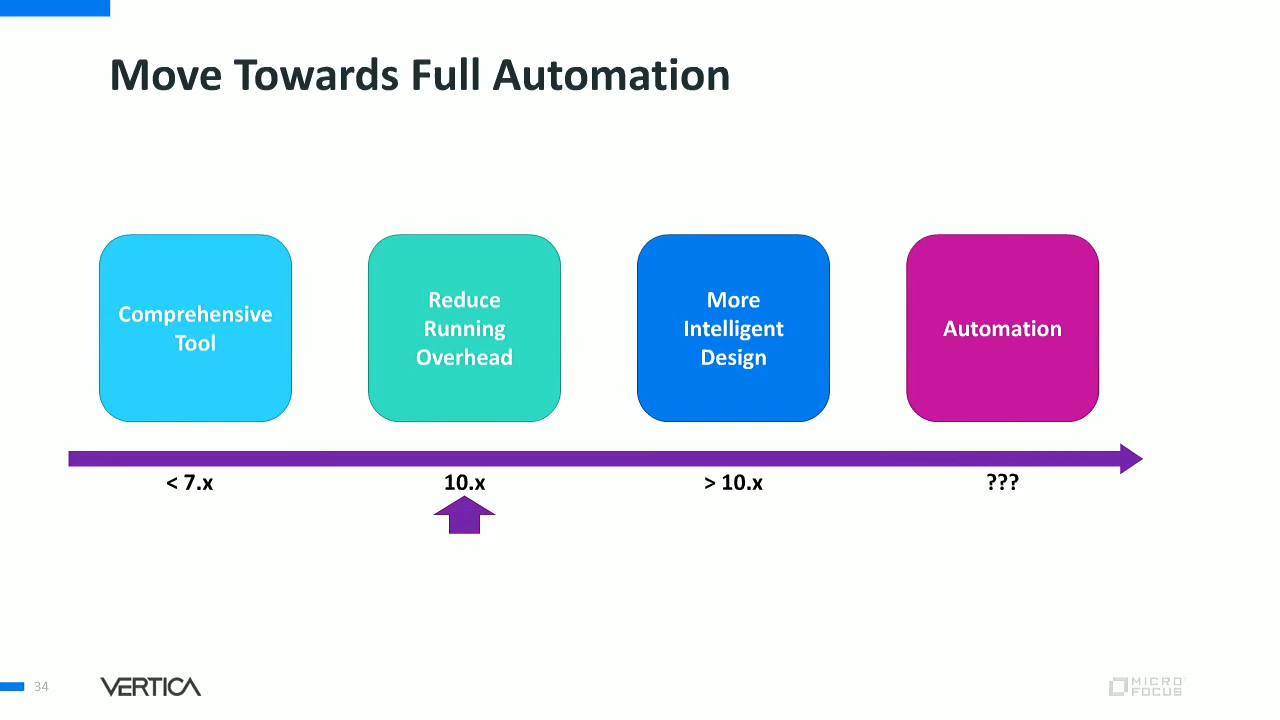 Move Towards Full Automation
Comprehensive
Tool
Reduce
Running
Overhead
More
Intelligent
Design
Automation
< 7.x
10.x
> 10.x
???
34
VERTICA
MICRO
FOCUS